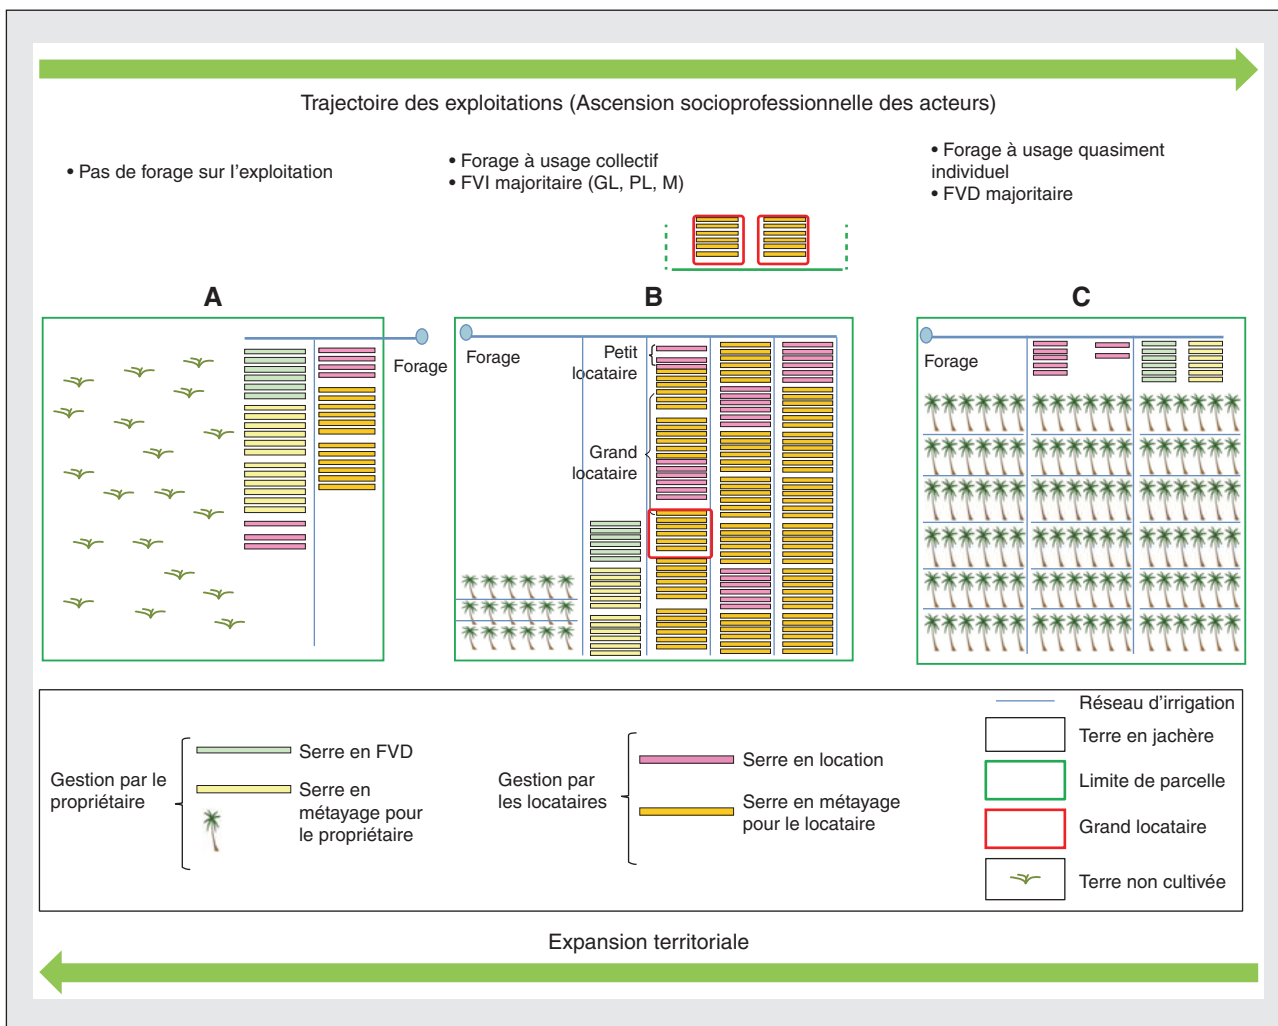 Trajectoire des exploitations (Ascension socioprofessionnelle des acteurs)
• Pas de forage sur l'exploitation
• Forage à usage collectif
• FVI majoritaire (GL, PL, M)
• Forage à usage quasiment
individuel
• FVD majoritaire
A
B
C
Forage
Forage
Petit
locataire
Grand
locataire
Forage
Gestion par le
propriétaire
Serre en FVD
Serre en
métayage pour
le propriétaire
Gestion par
les locataires
Serre en location
Serre en métayage
pour le locataire
Réseau d'irrigation
Terre en jachère
Limite de parcelle
Grand locataire
Terre non cultivée
Expansion territoriale